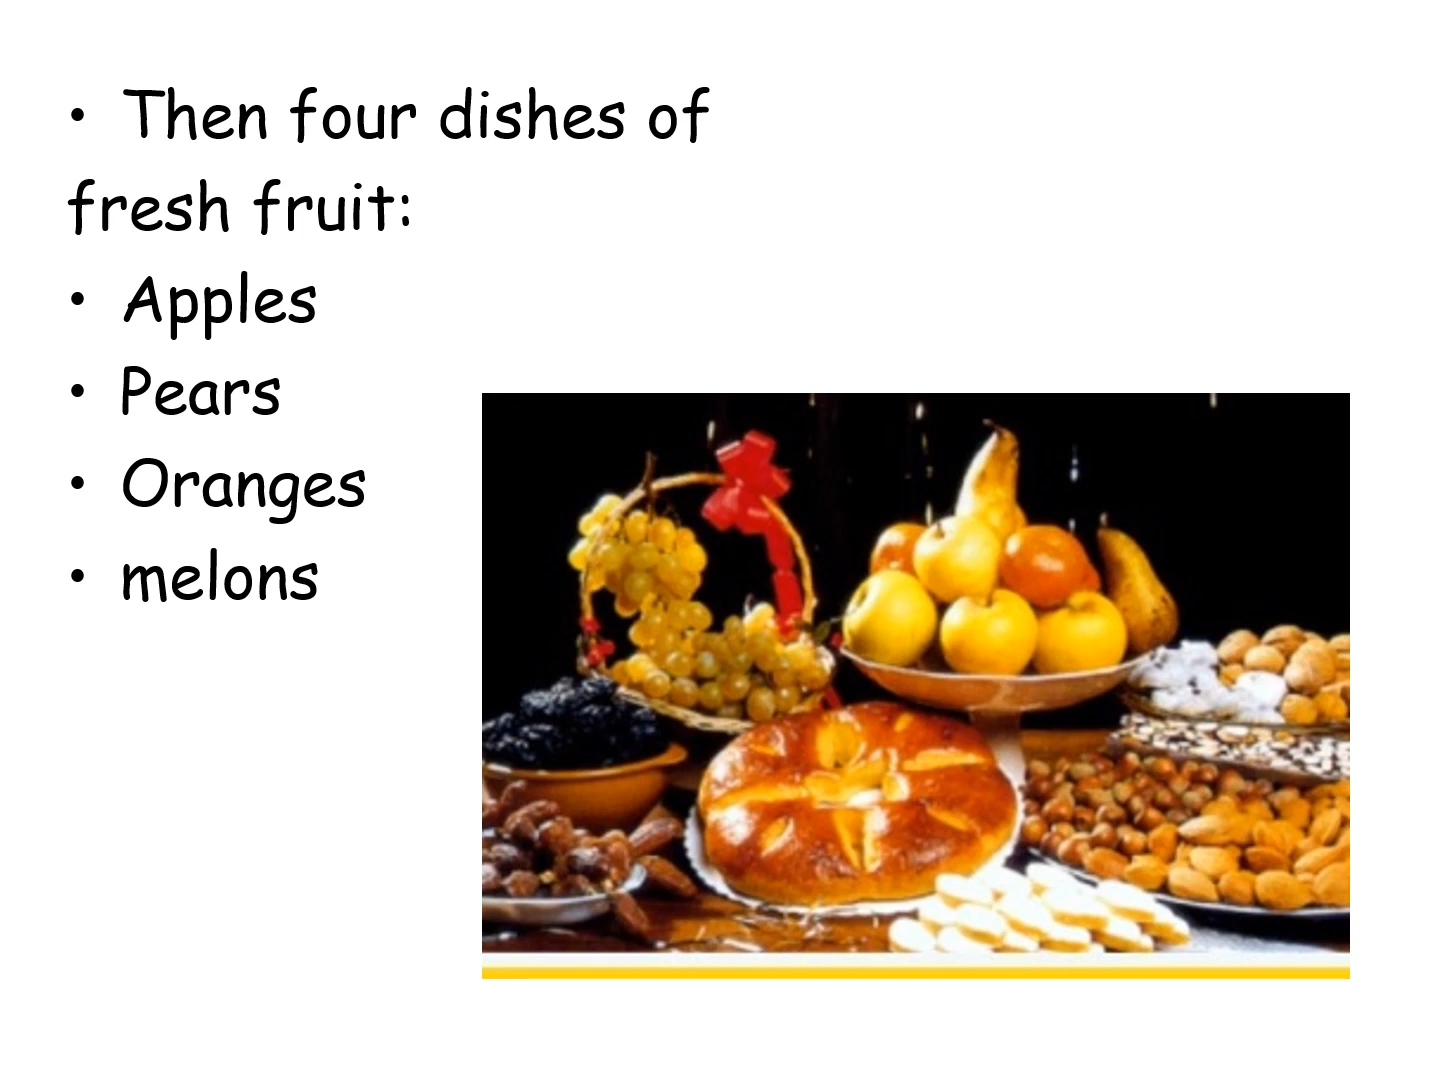 • Then four dishes of
fresh fruit:
• Apples
• Pears
• Oranges
• melons